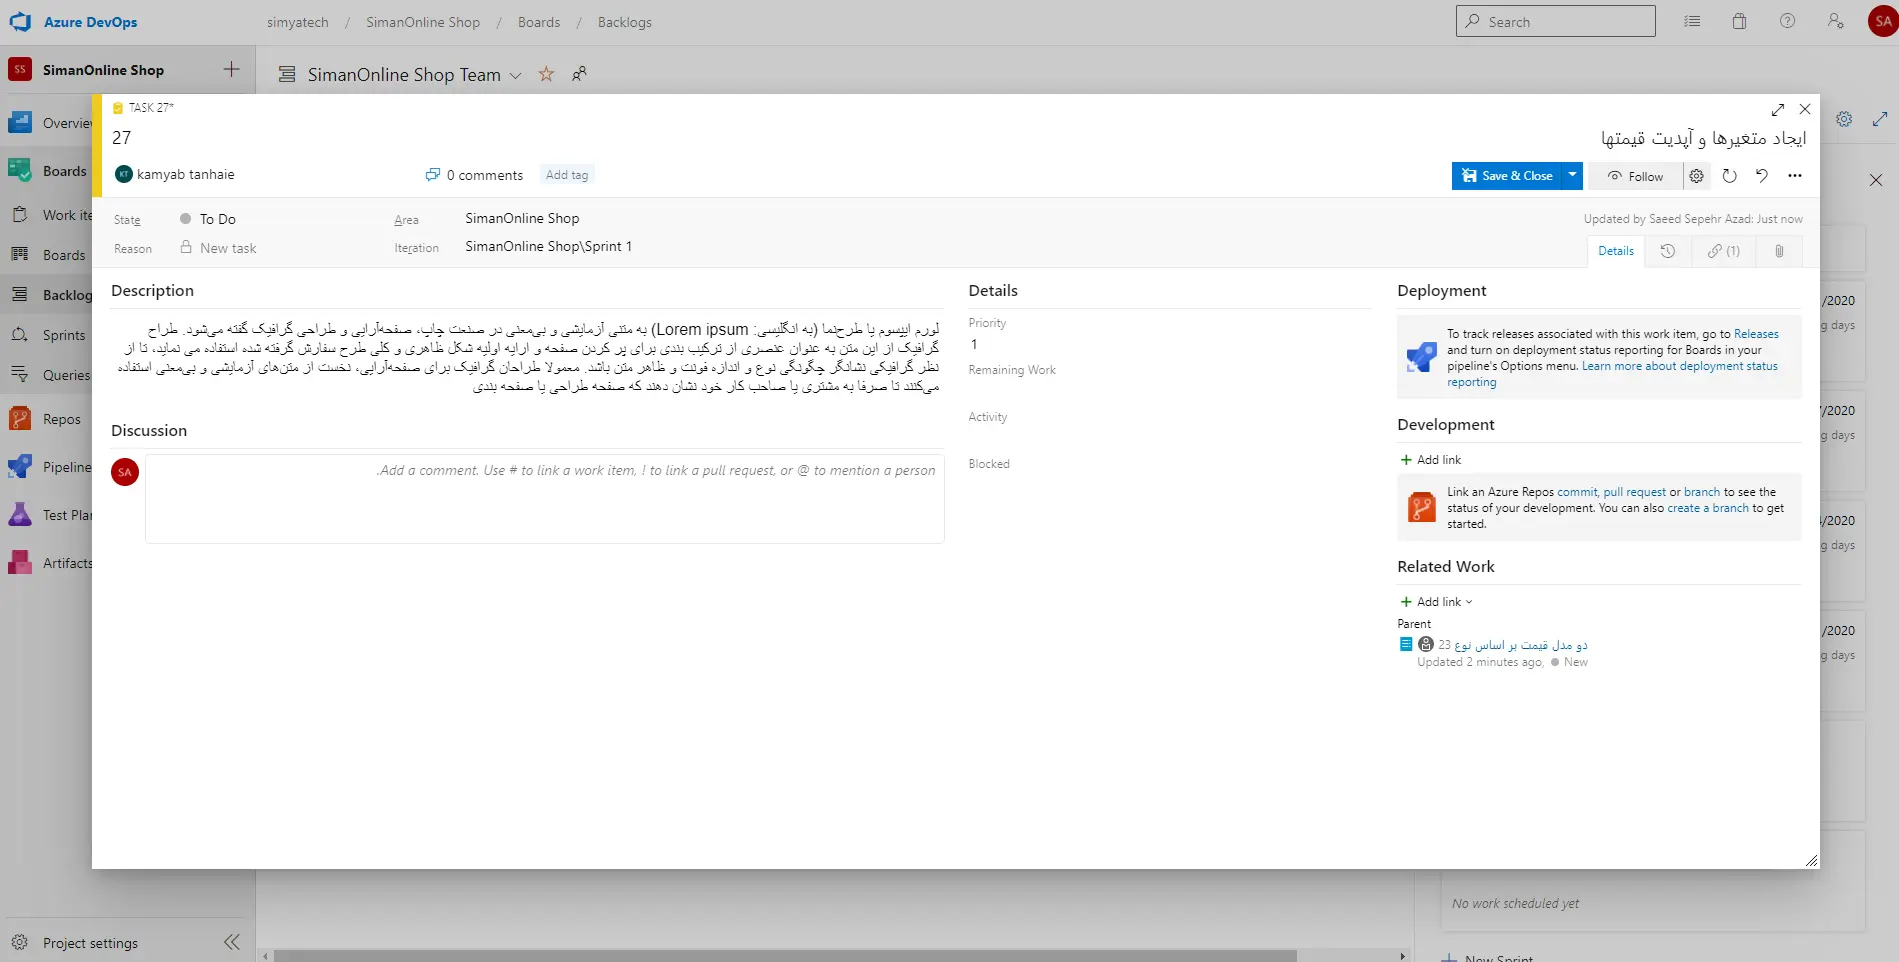 Azure DevOps
simyatech / SimanOnline Shop / Boards / Backlogs
Search
SA
SS
SimanOnline Shop
SimanOnline Shop Team
TASK 27*
27
ایجاد متغیرها و آپدیت قیمتها
KT
kamyab tanhaie
0 comments
Add tag
Save & Close
Follow
State
To Do
Area
SimanOnline Shop
Updated by Saeed Sepehr Azad: Just now
Reason
New task
Iteration
SimanOnline Shop\Sprint 1
Details
(1)
Description
لورم ایپسوم یا طرح‌نما (به انگلیسی: Lorem ipsum) به متنی آزمایشی و بی‌معنی در صنعت چاپ، صفحه‌آرایی و طراحی گرافیک گفته می‌شود. طراح
گرافیک از این متن به عنوان عنصری از ترکیب بندی برای پر کردن صفحه و ارایه اولیه شکل ظاهری و کلی طرح سفارش گرفته شده استفاده می نماید، تا از
نظر گرافیکی نشانگر چگونگی نوع و اندازه فونت و ظاهر متن باشد. معمولا طراحان گرافیک برای صفحه‌آرایی، نخست از متن‌های آزمایشی و بی‌معنی استفاده
می‌کنند تا صرفا به مشتری یا صاحب کار خود نشان دهند که صفحه طراحی یا صفحه بندی
Discussion
SA
.Add a comment. Use # to link a work item, ! to link a pull request, or @ to mention a person
Details
Priority
1
Remaining Work
Activity
Blocked
Deployment
To track releases associated with this work item, go to Releases
and turn on deployment status reporting for Boards in your
pipeline's Options menu. Learn more about deployment status
reporting
Development
Add link
Link an Azure Repos commit, pull request or branch to see the
status of your development. You can also create a branch to get
started.
Related Work
Add link
Parent
23 دو مدل قیمت بر اساس نوع
Updated 2 minutes ago, New
Overvie
Boards
Work ite
Boards
Backlog
Sprints
Queries
Repos
Pipeline
Test Pla
Artifacts
Project settings
/2020
g days
/2020
g days
/2020
g days
/2020
g days
No work scheduled yet
New Sprint